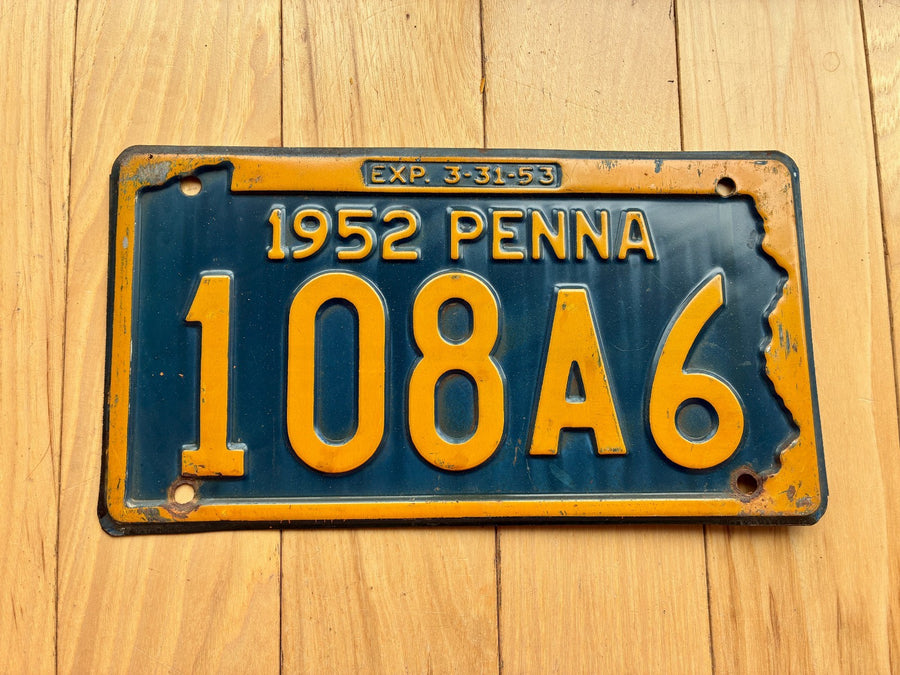 EXP. 3-31-53
1952 PENNA
108A6